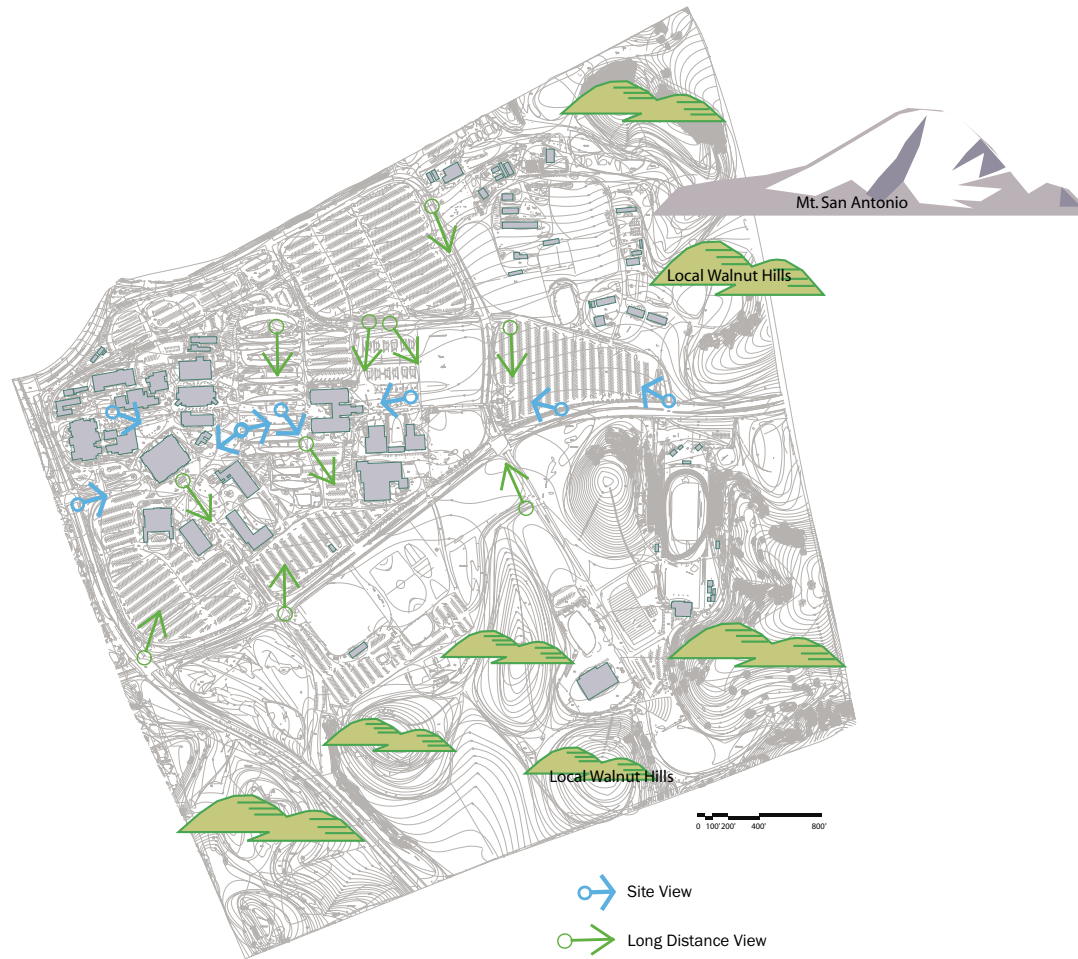 Mt. San Antonio
Local Walnut Hills
Local Walnut Hills
0 100' 200' 400' 800'
Site View
Long Distance View